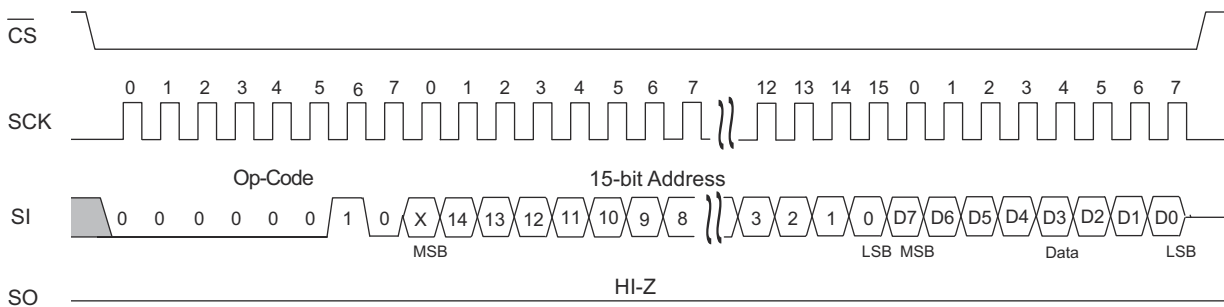 CS
0 1 2 3 4 5 6 7 0 1 2 3 4 5 6 7 12 13 14 15 0 1 2 3 4 5 6 7
SCK
Op-Code 15-bit Address
SI 0 0 0 0 0 0 1 0 X 14 13 12 11 10 9 8 3 2 1 0 D7 D6 D5 D4 D3 D2 D1 D0
MSB LSB MSB Data LSB
HI-Z
SO